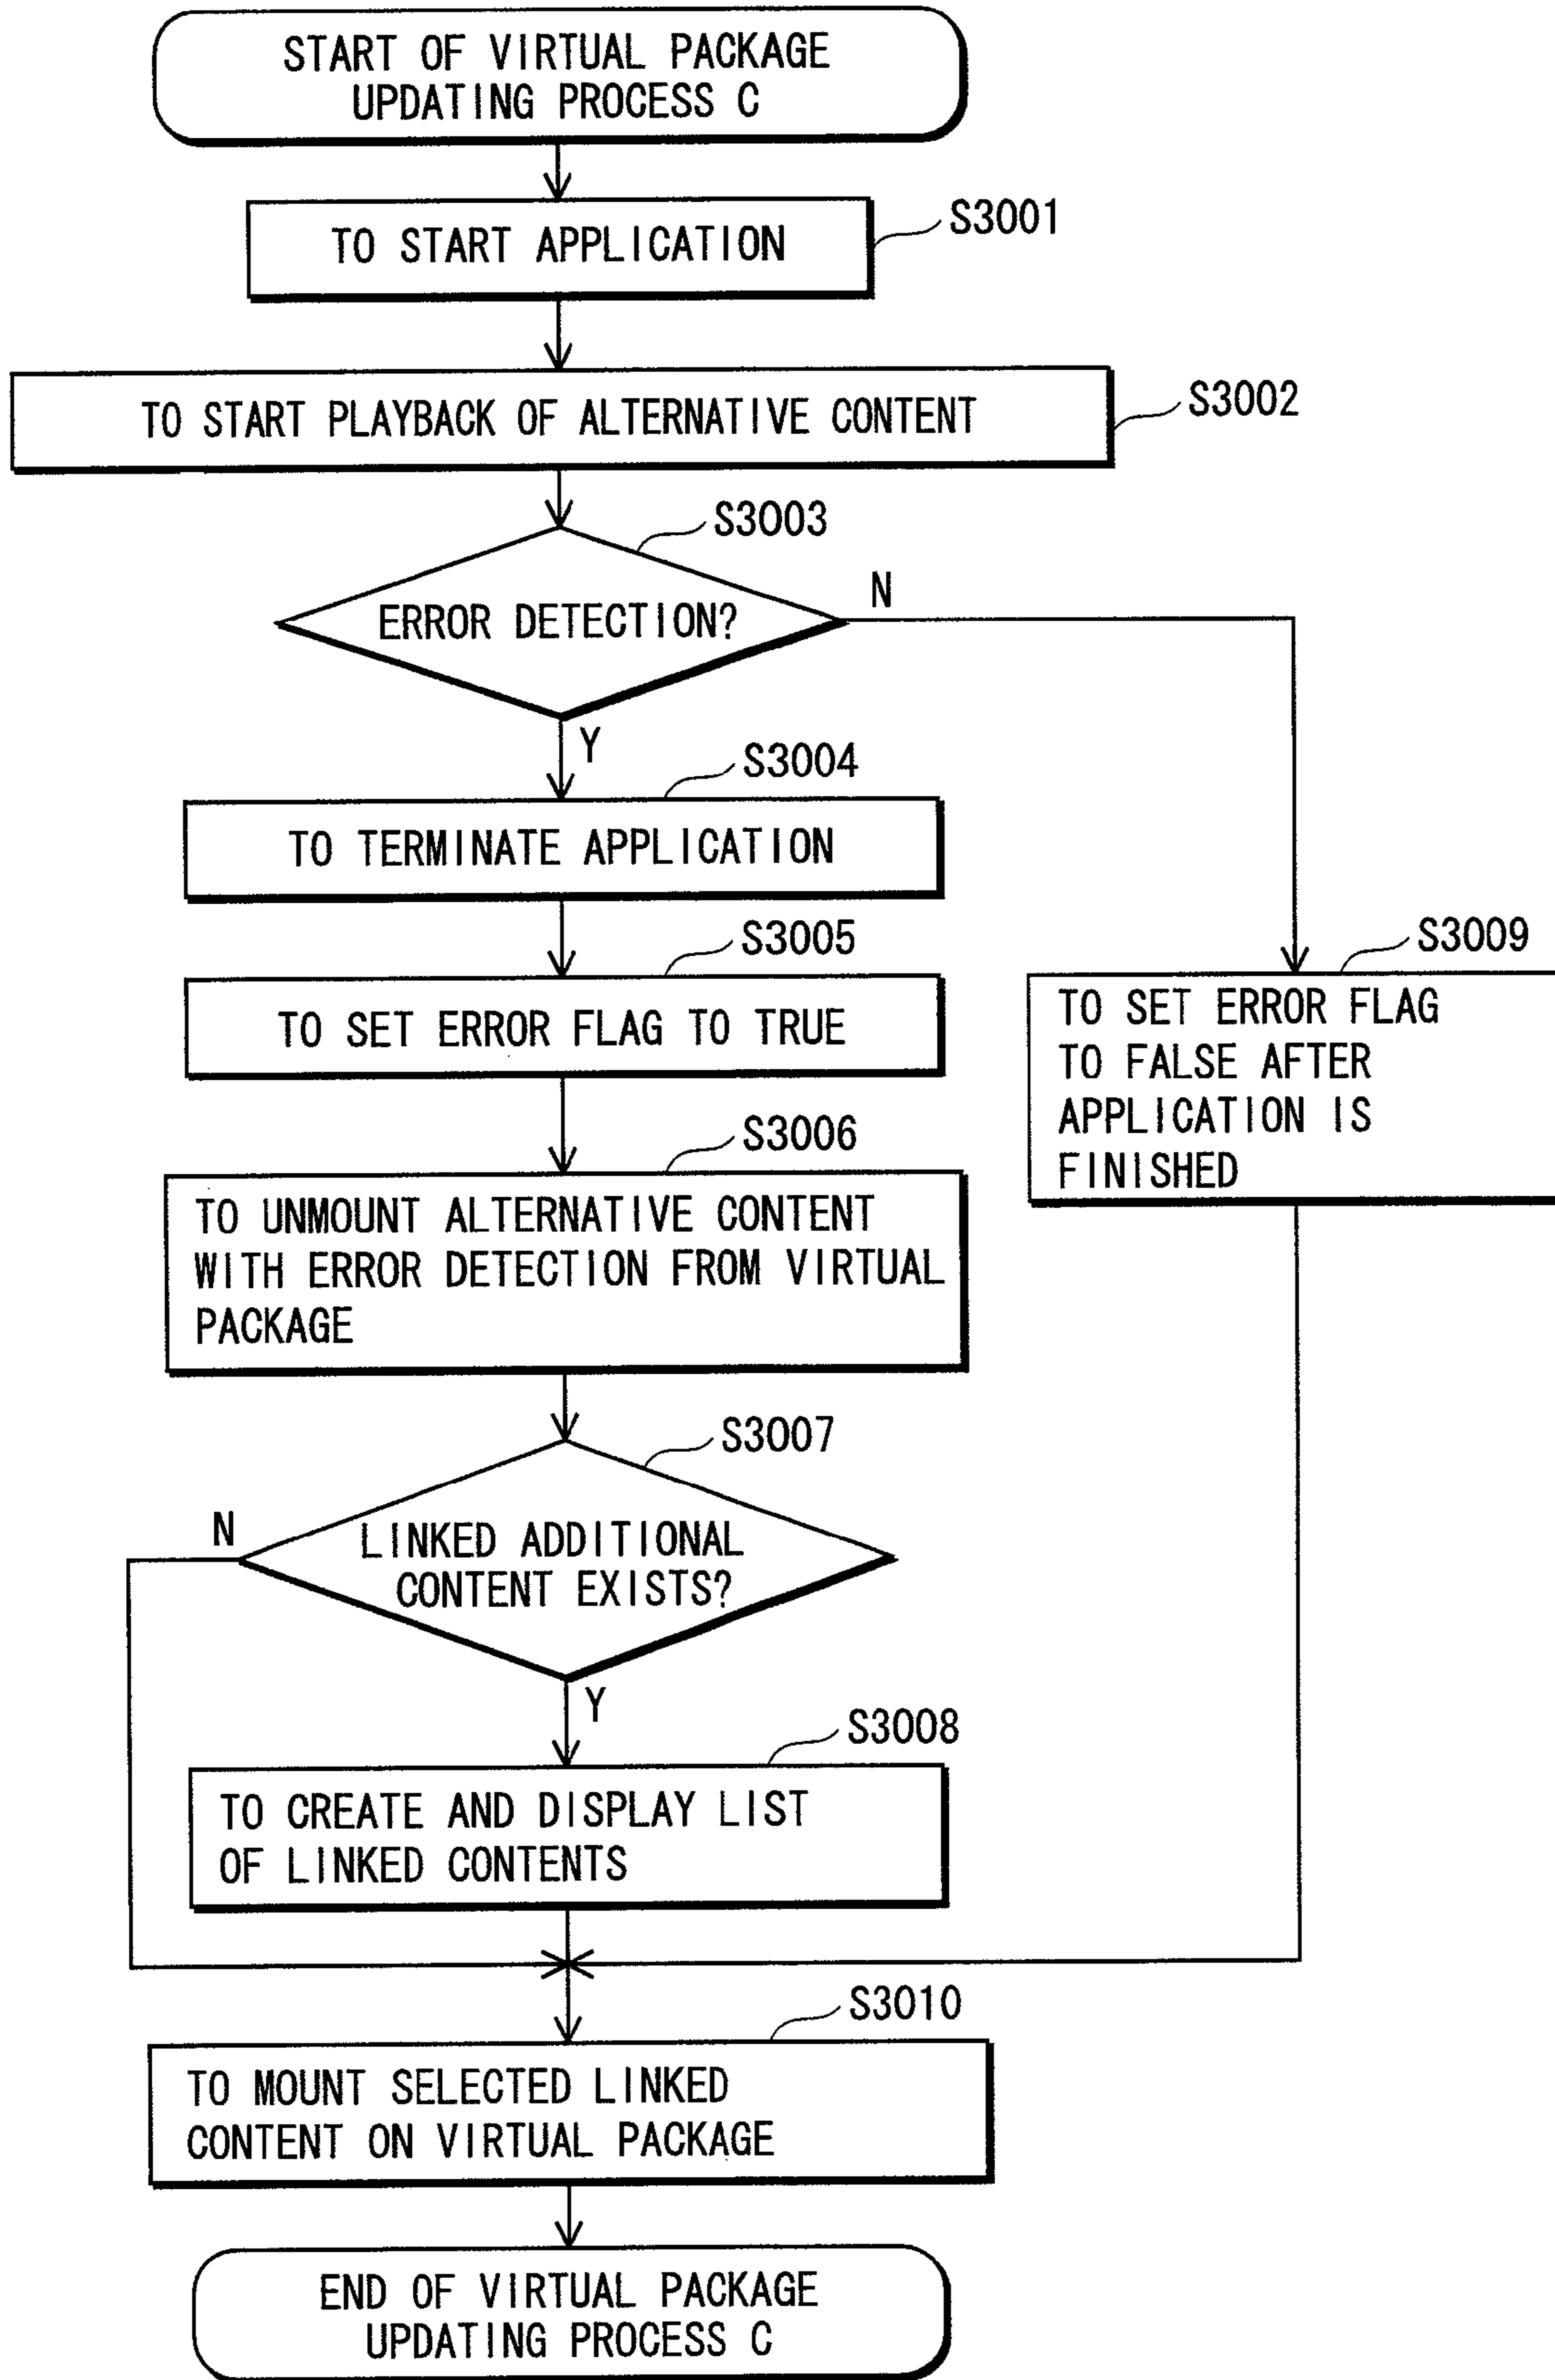 START OF VIRTUAL PACKAGE
UPDATING PROCESS C
S3001
TO START APPLICATION
S3002
TO START PLAYBACK OF ALTERNATIVE CONTENT
S3003
ERROR DETECTION?
N
Y
S3004
TO TERMINATE APPLICATION
S3005
TO SET ERROR FLAG TO TRUE
S3009
TO SET ERROR FLAG
TO FALSE AFTER
APPLICATION IS
FINISHED
S3006
TO UNMOUNT ALTERNATIVE CONTENT
WITH ERROR DETECTION FROM VIRTUAL
PACKAGE
S3007
N
LINKED ADDITIONAL
CONTENT EXISTS?
Y
S3008
TO CREATE AND DISPLAY LIST
OF LINKED CONTENTS
S3010
TO MOUNT SELECTED LINKED
CONTENT ON VIRTUAL PACKAGE
END OF VIRTUAL PACKAGE
UPDATING PROCESS C